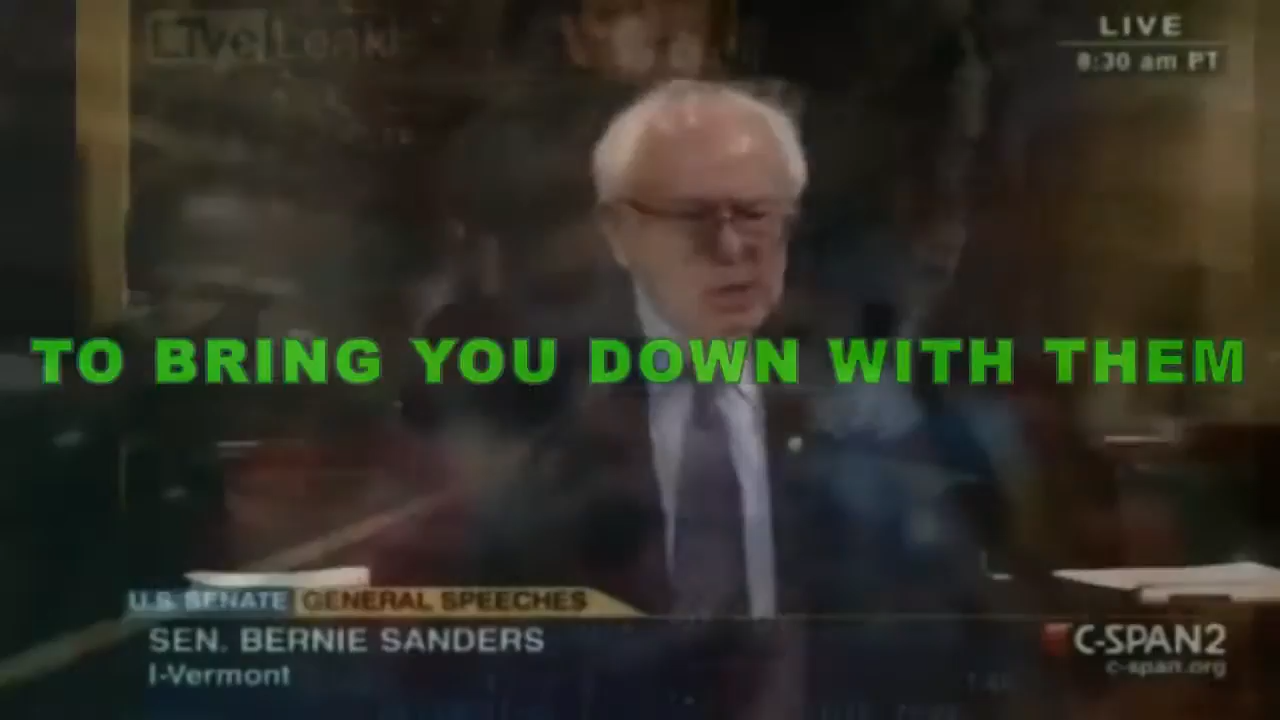 LiveLeak
LIVE
8:30 am PT
TO BRING YOU DOWN WITH THEM
U.S. SENATE GENERAL SPEECHES
SEN. BERNIE SANDERS
I-Vermont
C-SPAN2
c-span.org